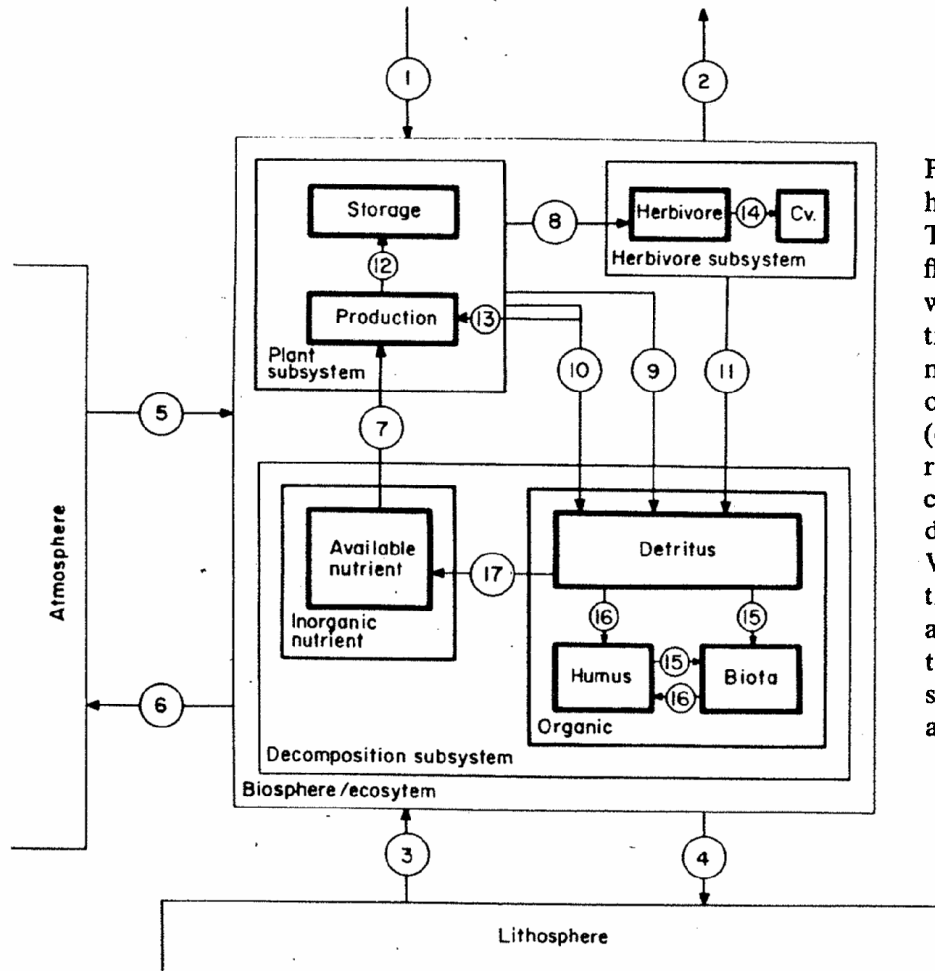 1
2
Storage
8
Herbivore
14
Cv.
Herbivore subsystem
12
Production
13
Plant
subsystem
10
9
11
5
7
Atmosphere
Available
nutrient
17
Detritus
Inorganic
nutrient
16
15
Humus
15
16
Biota
Organic
6
Decomposition subsystem
Biosphere/ecosytem
3
4
Lithosphere
F
h
T
f
w
t
n
o
(
r
c
d
V
t
a
t
s
a